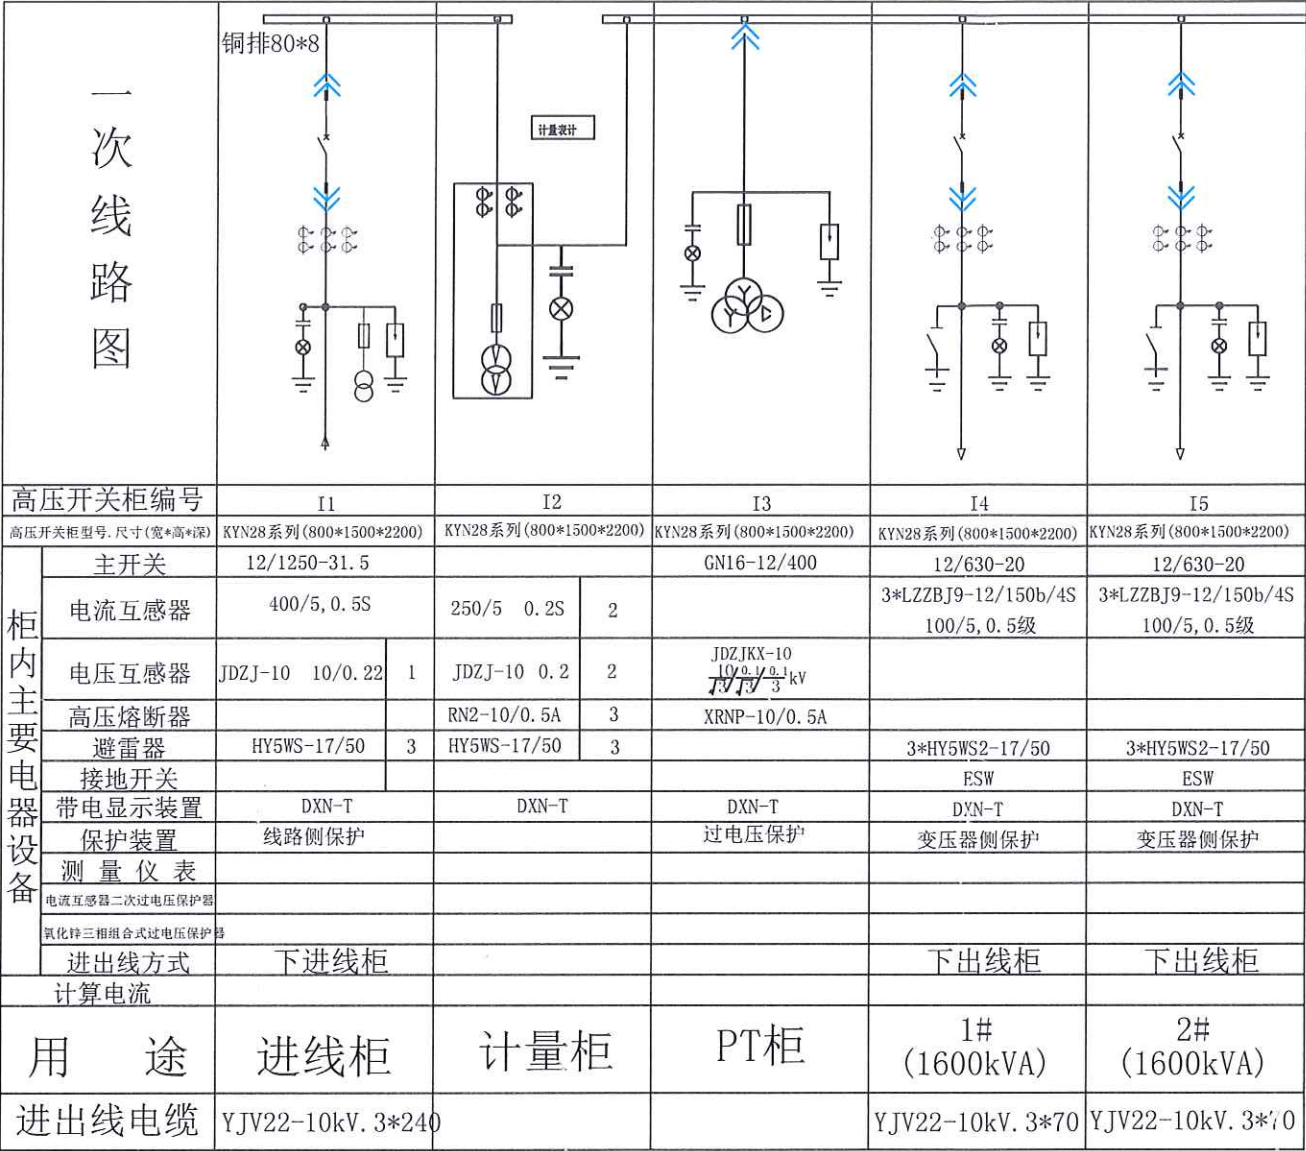 一次线路图
铜排80*8
计量表计
高压开关柜编号 I1 I2 I3 I4 I5
高压开关柜型号.尺寸(宽*高*深) KYN28系列(800*1500*2200) KYN28系列(800*1500*2200) KYN28系列(800*1500*2200) KYN28系列(800*1500*2200) KYN28系列(800*1500*2200)
柜内主要电器设备
主开关 12/1250-31.5 GN16-12/400 12/630-20 12/630-20
电流互感器 400/5,0.5S 250/5 0.2S 2 3*LZZBJ9-12/150b/4S 3*LZZBJ9-12/150b/4S
100/5,0.5级 100/5,0.5级
电压互感器 JDZJ-10 10/0.22 1 JDZJ-10 0.2 2 JDZJKX-10
10/√3/0.1/√3/0.1/3kV
高压熔断器 RN2-10/0.5A 3 XRNP-10/0.5A
避雷器 HY5WS-17/50 3 HY5WS-17/50 3 3*HY5WS2-17/50 3*HY5WS2-17/50
接地开关 ESW ESW
带电显示装置 DXN-T DXN-T DXN-T DXN-T DXN-T
保护装置 线路侧保护 过电压保护 变压器侧保护 变压器侧保护
测量仪表
电流互感器二次过电压保护器
氧化锌三相组合式过电压保护器
进出线方式 下进线柜 下出线柜 下出线柜
计算电流
用途 进线柜 计量柜 PT柜 1# 2#
(1600kVA) (1600kVA)
进出线电缆 YJV22-10kV.3*240 YJV22-10kV.3*70 YJV22-10kV.3*70